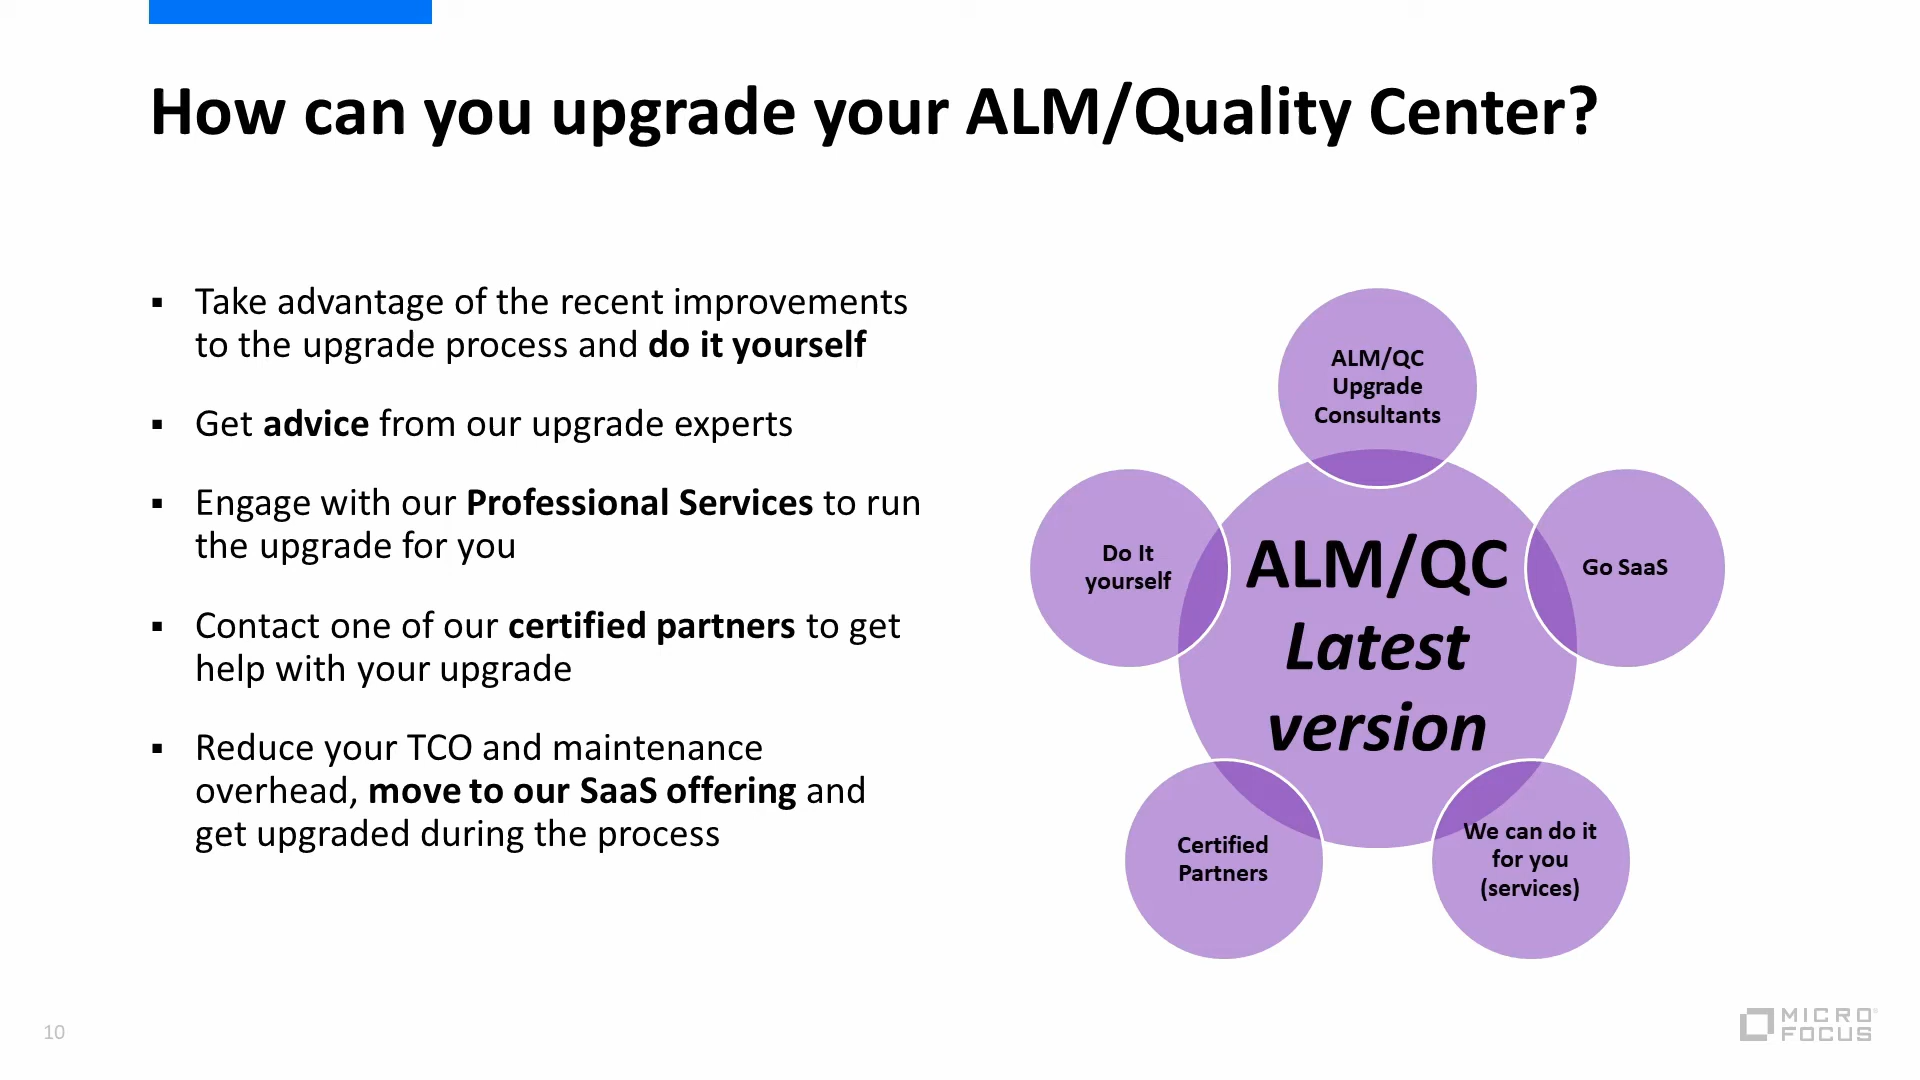 How can you upgrade your ALM/Quality Center?
▪ Take advantage of the recent improvements
to the upgrade process and do it yourself
▪ Get advice from our upgrade experts
▪ Engage with our Professional Services to run
the upgrade for you
▪ Contact one of our certified partners to get
help with your upgrade
▪ Reduce your TCO and maintenance
overhead, move to our SaaS offering and
get upgraded during the process
ALM/QC
Upgrade
Consultants
Do It
yourself
Go SaaS
ALM/QC
Latest
version
Certified
Partners
We can do it
for you
(services)
10
MICRO
FOCUS